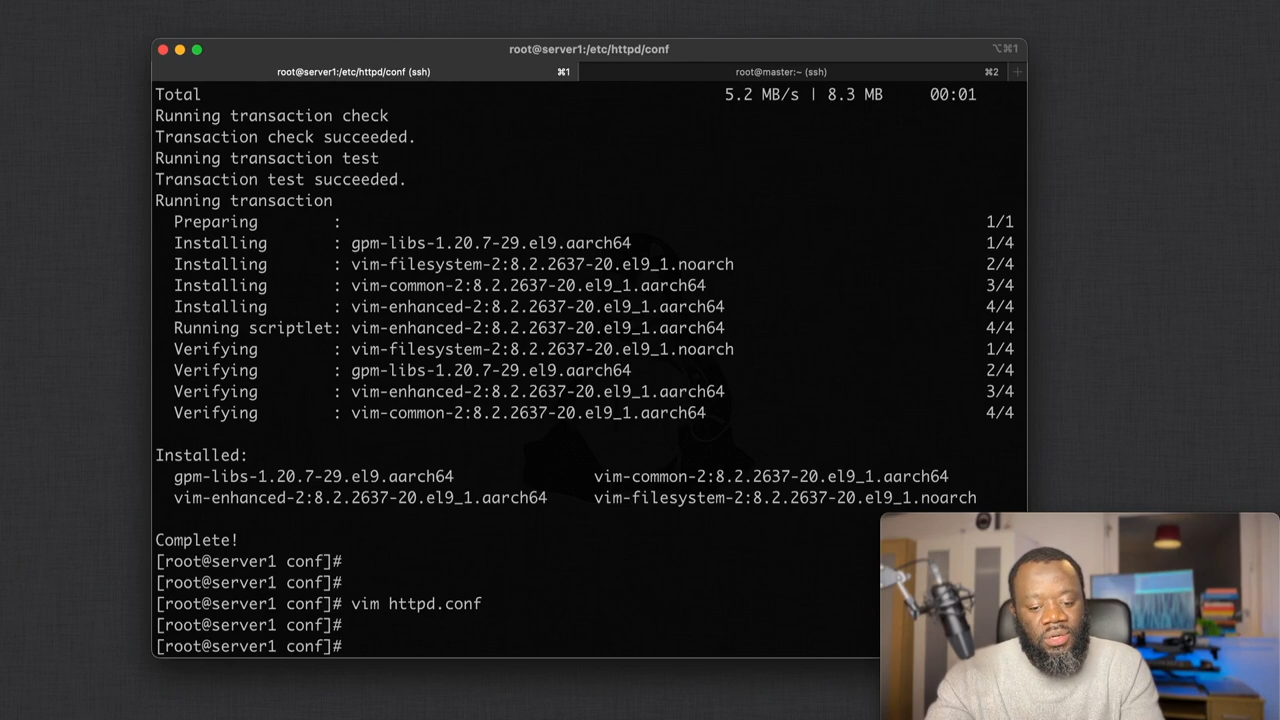 root@server1:/etc/httpd/conf
⌥⌘1
root@server1:/etc/httpd/conf (ssh) ⌘1 root@master:~ (ssh) ⌘2 +
Total 5.2 MB/s | 8.3 MB 00:01
Running transaction check
Transaction check succeeded.
Running transaction test
Transaction test succeeded.
Running transaction
Preparing : 1/1
Installing : gpm-libs-1.20.7-29.el9.aarch64 1/4
Installing : vim-filesystem-2:8.2.2637-20.el9_1.noarch 2/4
Installing : vim-common-2:8.2.2637-20.el9_1.aarch64 3/4
Installing : vim-enhanced-2:8.2.2637-20.el9_1.aarch64 4/4
Running scriptlet: vim-enhanced-2:8.2.2637-20.el9_1.aarch64 4/4
Verifying : vim-filesystem-2:8.2.2637-20.el9_1.noarch 1/4
Verifying : gpm-libs-1.20.7-29.el9.aarch64 2/4
Verifying : vim-enhanced-2:8.2.2637-20.el9_1.aarch64 3/4
Verifying : vim-common-2:8.2.2637-20.el9_1.aarch64 4/4
Installed:
gpm-libs-1.20.7-29.el9.aarch64 vim-common-2:8.2.2637-20.el9_1.aarch64
vim-enhanced-2:8.2.2637-20.el9_1.aarch64 vim-filesystem-2:8.2.2637-20.el9_1.noarch
Complete!
[root@server1 conf]#
[root@server1 conf]#
[root@server1 conf]# vim httpd.conf
[root@server1 conf]#
[root@server1 conf]#